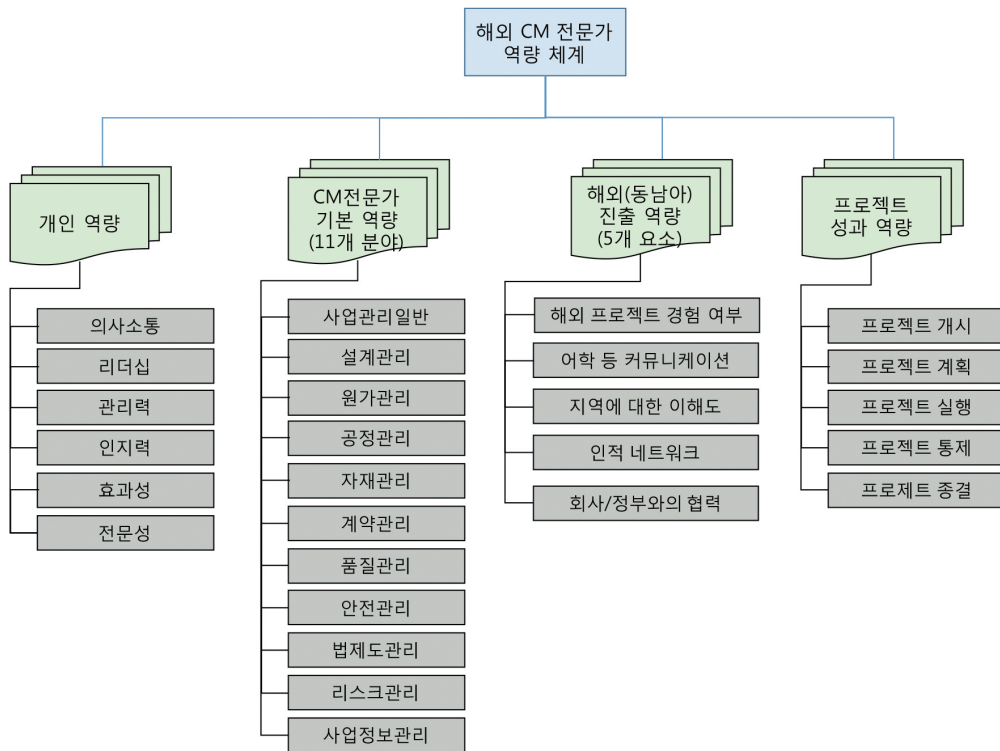 해외 CM 전문가
역량 체계
개인 역량
의사소통
리더십
관리력
인지력
효과성
전문성
CM전문가
기본 역량
(11개 분야)
사업관리일반
설계관리
원가관리
공정관리
자재관리
계약관리
품질관리
안전관리
법제도관리
리스크관리
사업정보관리
해외(동남아)
진출 역량
(5개 요소)
해외 프로젝트 경험 여부
어학 등 커뮤니케이션
지역에 대한 이해도
인적 네트워크
회사/정부와의 협력
프로젝트
성과 역량
프로젝트 개시
프로젝트 계획
프로젝트 실행
프로젝트 통제
프로제트 종결